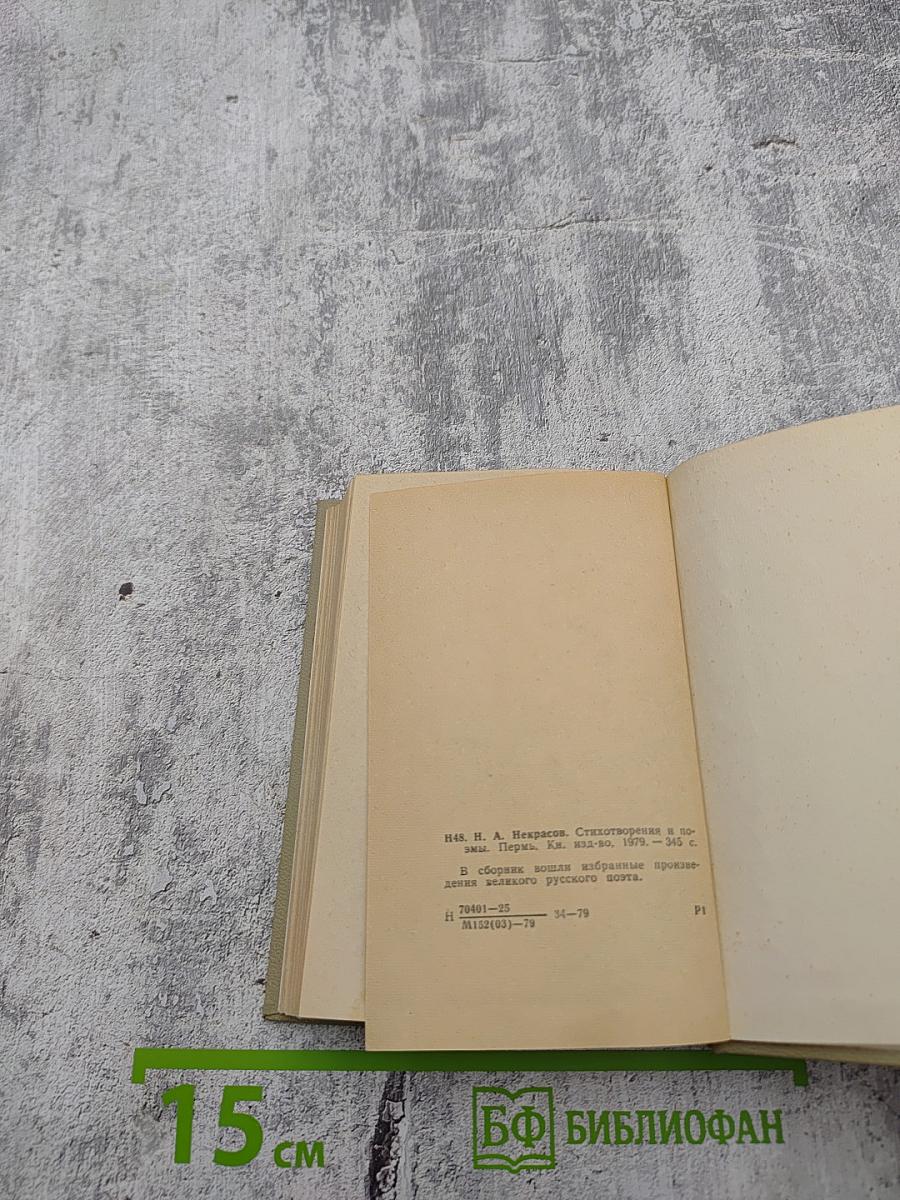 Н48. Н. А. Некрасов. Стихотворения и по-
эмы. Пермь, Кн. изд-во, 1979. — 345 с.
В сборник вошли избранные произве-
дения великого русского поэта.
Н 70401—25 34—79 Р1
М152(03)—79
15 см
БФ БИБЛИОФАН